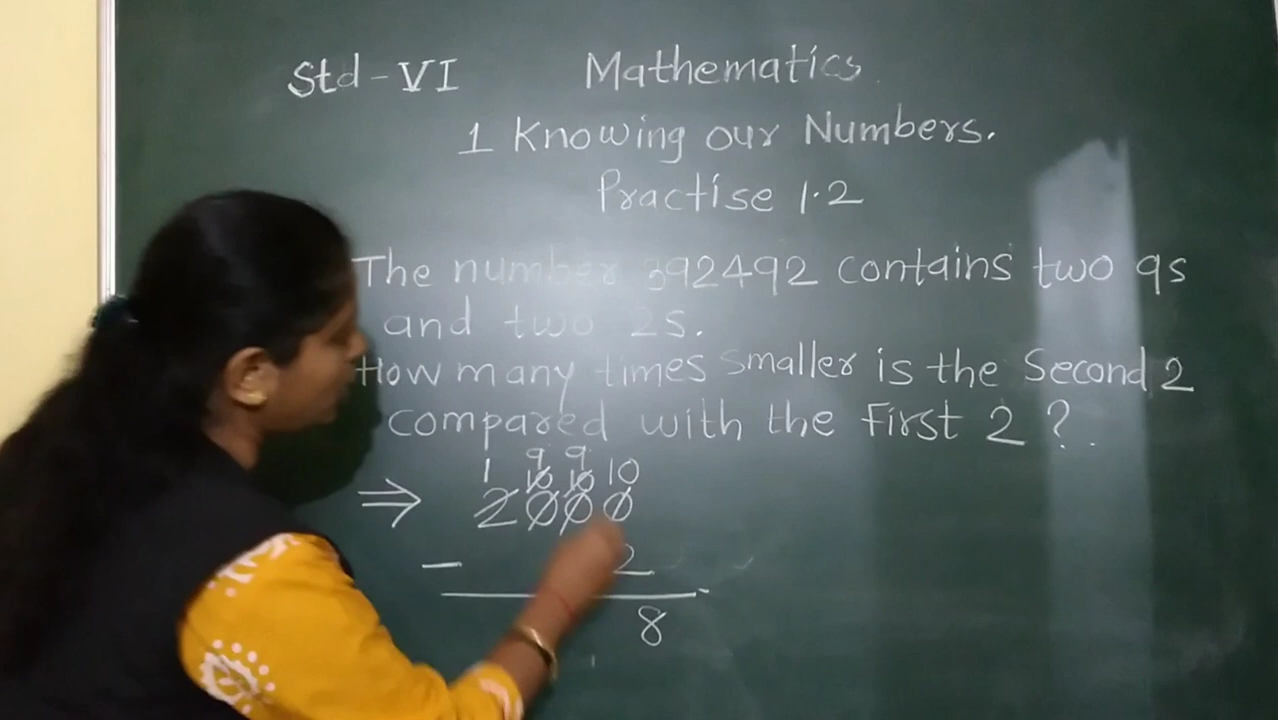 Std-VI Mathematics
1 Knowing our Numbers.
Practise 1.2
The number 392492 contains two 9s
and two 2s.
How many times smaller is the Second 2
compared with the First 2 ?
9 9
1 10 10 10
⇒ 2000
- 2
8